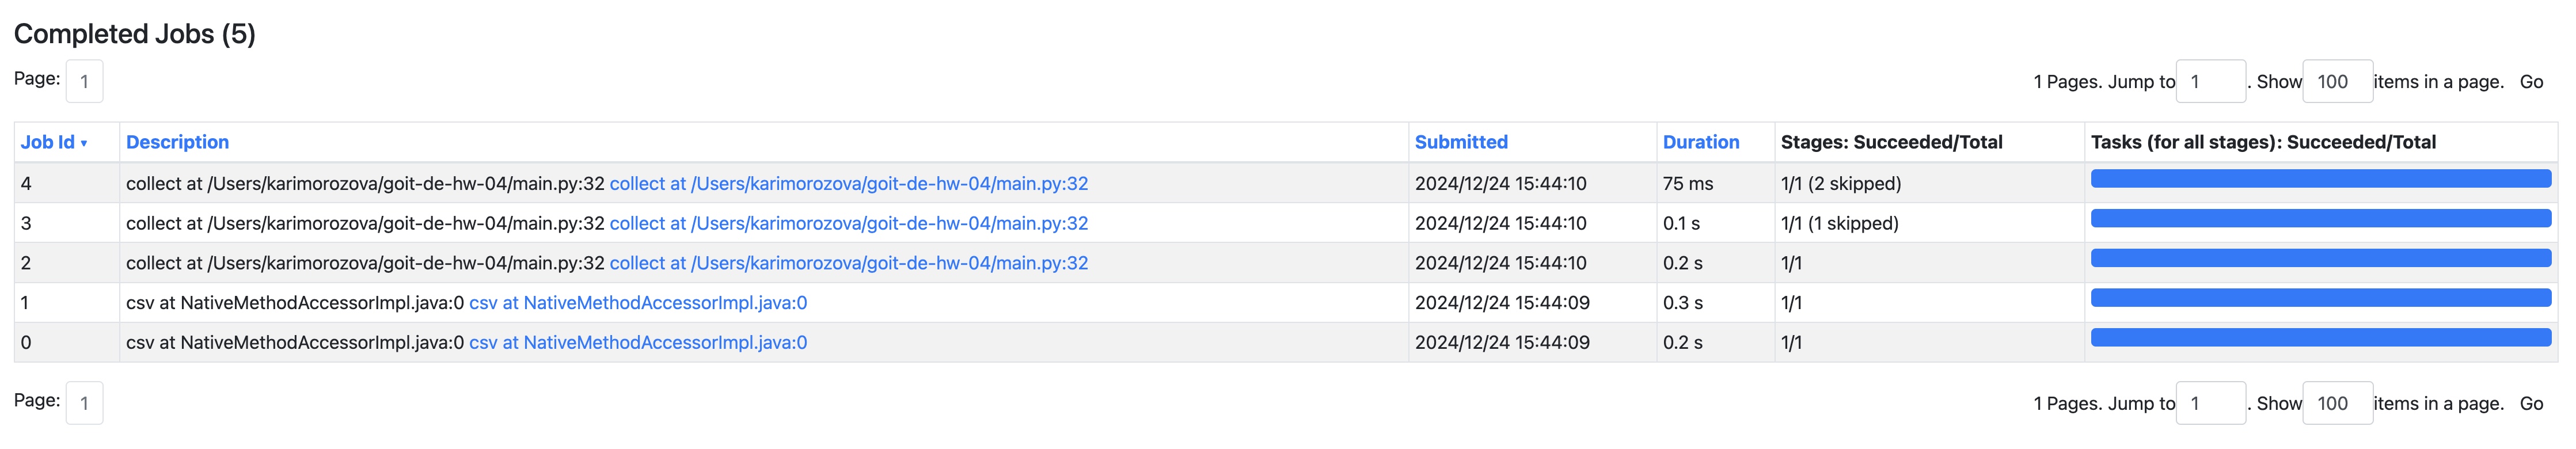 Completed Jobs (5)
Page: 1
1 Pages. Jump to 1 . Show 100 items in a page. Go
Job Id ▾ Description Submitted Duration Stages: Succeeded/Total Tasks (for all stages): Succeeded/Total
4 collect at /Users/karimorozova/goit-de-hw-04/main.py:32 collect at /Users/karimorozova/goit-de-hw-04/main.py:32 2024/12/24 15:44:10 75 ms 1/1 (2 skipped)
3 collect at /Users/karimorozova/goit-de-hw-04/main.py:32 collect at /Users/karimorozova/goit-de-hw-04/main.py:32 2024/12/24 15:44:10 0.1 s 1/1 (1 skipped)
2 collect at /Users/karimorozova/goit-de-hw-04/main.py:32 collect at /Users/karimorozova/goit-de-hw-04/main.py:32 2024/12/24 15:44:10 0.2 s 1/1
1 csv at NativeMethodAccessorImpl.java:0 csv at NativeMethodAccessorImpl.java:0 2024/12/24 15:44:09 0.3 s 1/1
0 csv at NativeMethodAccessorImpl.java:0 csv at NativeMethodAccessorImpl.java:0 2024/12/24 15:44:09 0.2 s 1/1
Page: 1
1 Pages. Jump to 1 . Show 100 items in a page. Go